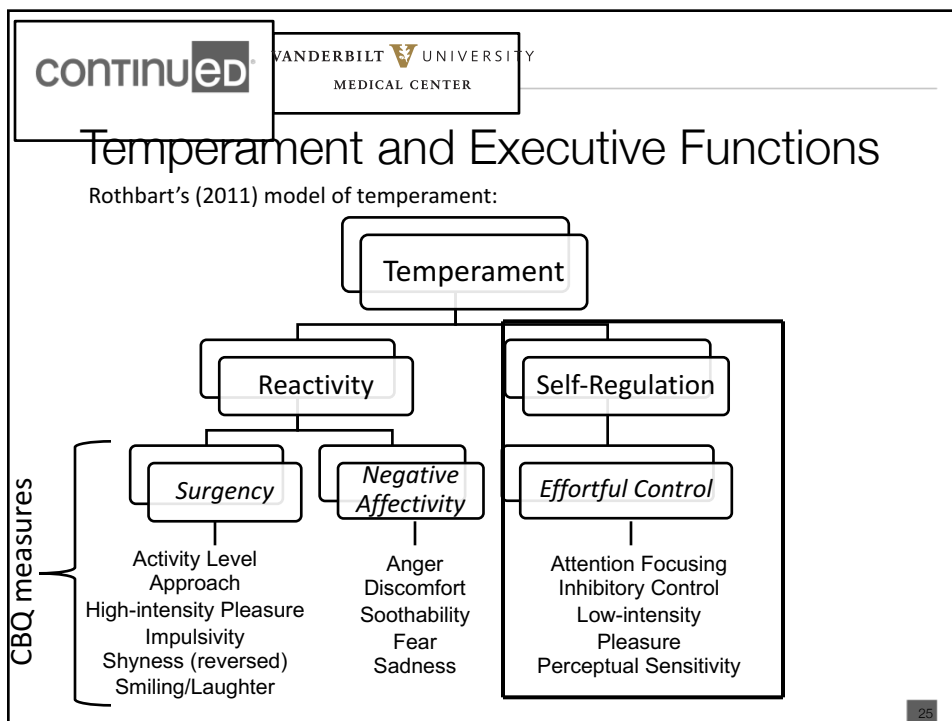 continued
VANDERBILT UNIVERSITY
MEDICAL CENTER
Temperament and Executive Functions
Rothbart’s (2011) model of temperament:
Temperament
Reactivity
Self-Regulation
CBQ measures
Surgency
Negative
Affectivity
Effortful Control
Activity Level
Approach
High-intensity Pleasure
Impulsivity
Shyness (reversed)
Smiling/Laughter
Anger
Discomfort
Soothability
Fear
Sadness
Attention Focusing
Inhibitory Control
Low-intensity
Pleasure
Perceptual Sensitivity
25